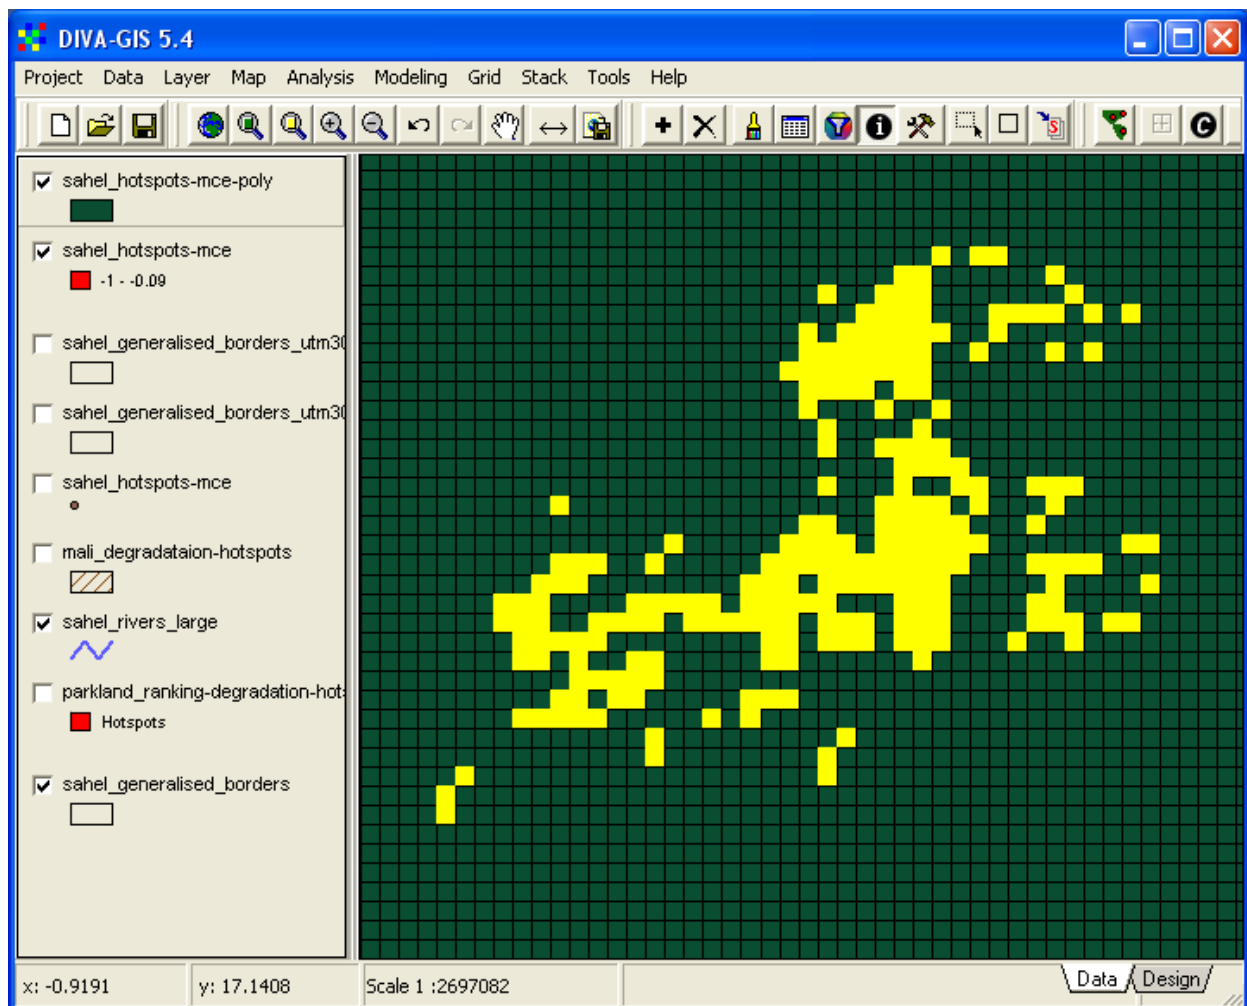 DIVA-GIS 5.4
Project Data Layer Map Analysis Modeling Grid Stack Tools Help
sahel_hotspots-mce-poly
sahel_hotspots-mce
-1 - -0.09
sahel_generalised_borders_utm30
sahel_generalised_borders_utm30
sahel_hotspots-mce
mali_degradataion-hotspots
sahel_rivers_large
parkland_ranking-degradation-hot
Hotspots
sahel_generalised_borders
x: -0.9191 y: 17.1408 Scale 1 :2697082 Data Design